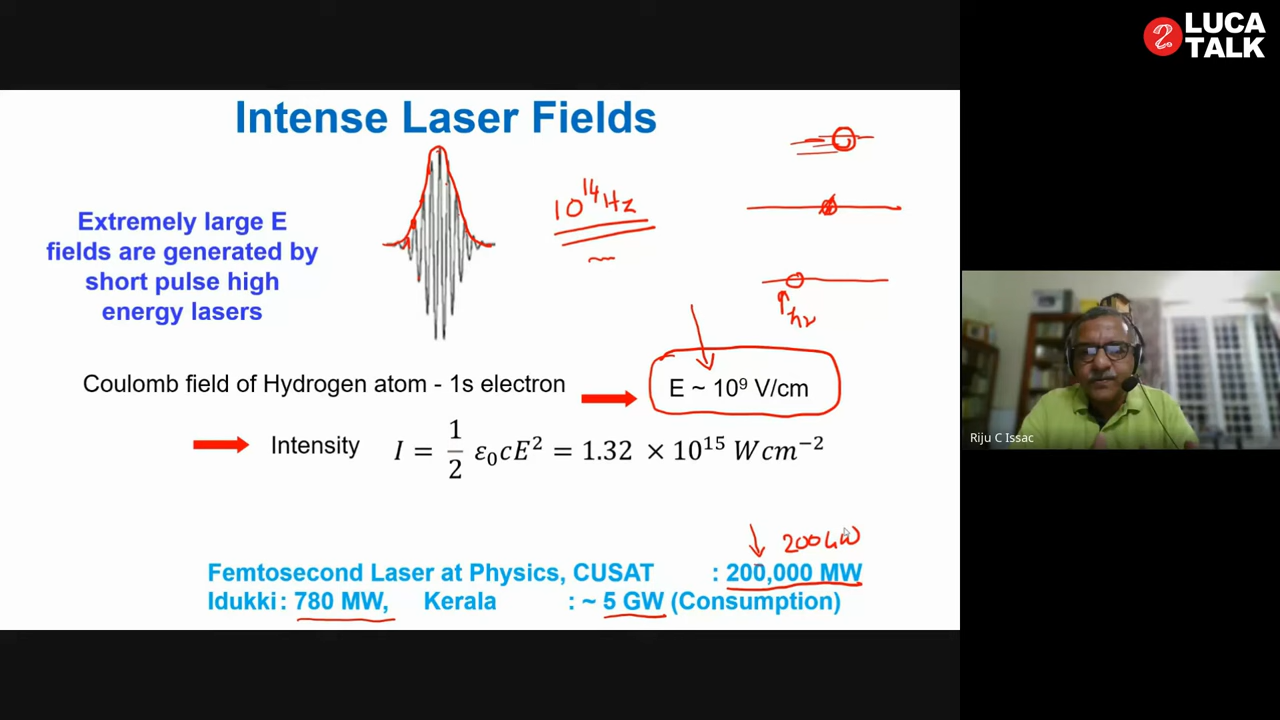 LUCA
TALK
Intense Laser Fields
10¹⁴Hz
Extremely large E
fields are generated by
short pulse high
energy lasers
hν
Coulomb field of Hydrogen atom - 1s electron
E ~ 10⁹ V/cm
Intensity I = 1/2 ε₀cE² = 1.32 × 10¹⁵ Wcm⁻²
Riju C Issac
Femtosecond Laser at Physics, CUSAT : 200,000 MW
Idukki : 780 MW, Kerala : ~ 5 GW (Consumption)